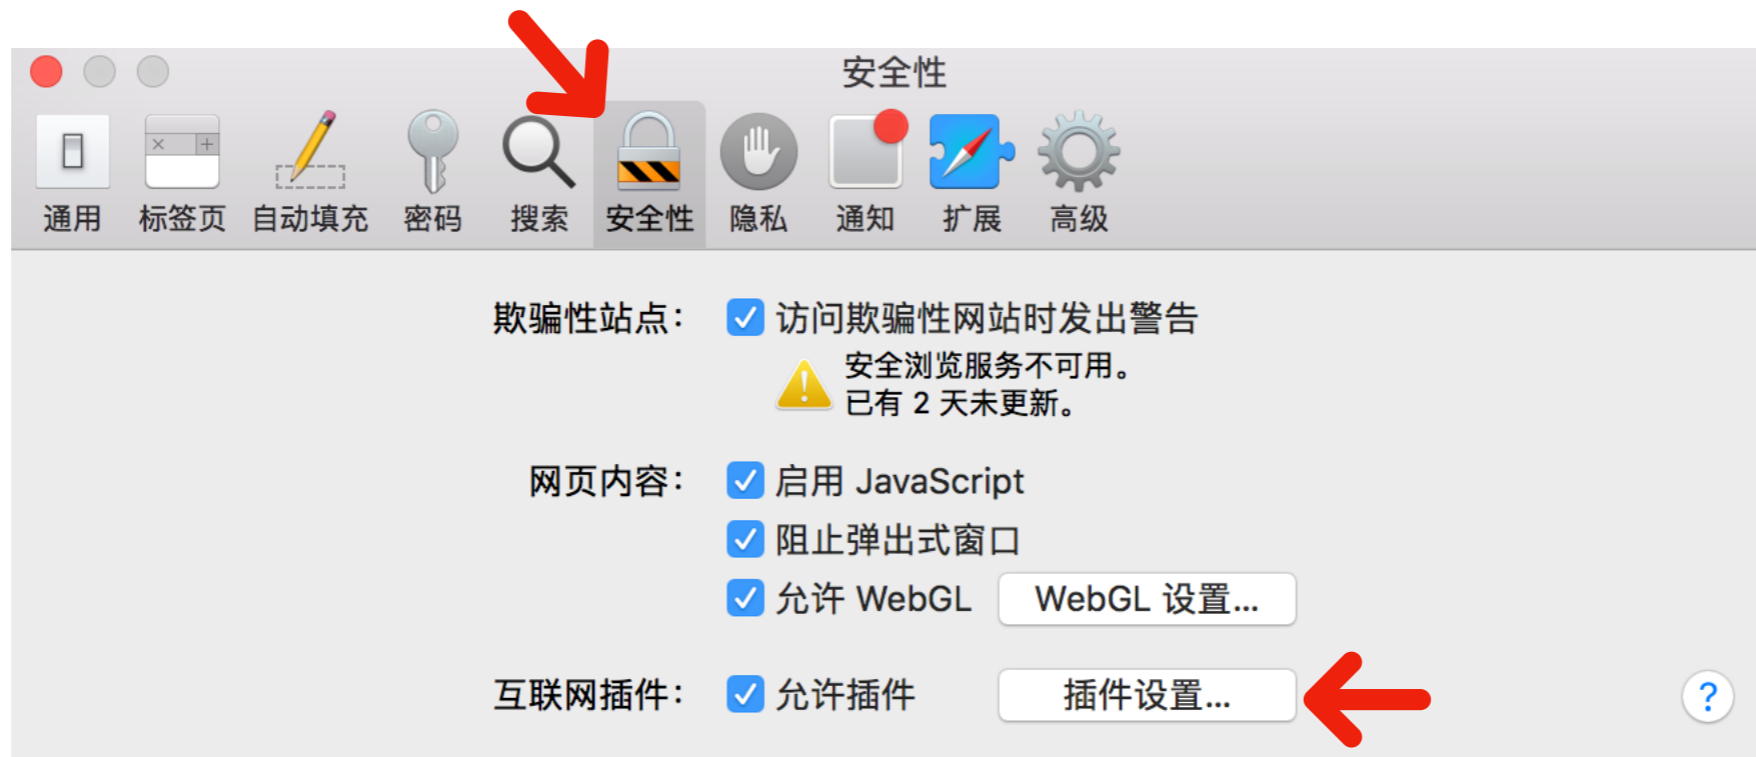 安全性
通用 标签页 自动填充 密码 搜索 安全性 隐私 通知 扩展 高级
欺骗性站点： 访问欺骗性网站时发出警告
安全浏览服务不可用。
已有 2 天未更新。
网页内容： 启用 JavaScript
阻止弹出式窗口
允许 WebGL WebGL 设置...
互联网插件： 允许插件 插件设置... ?